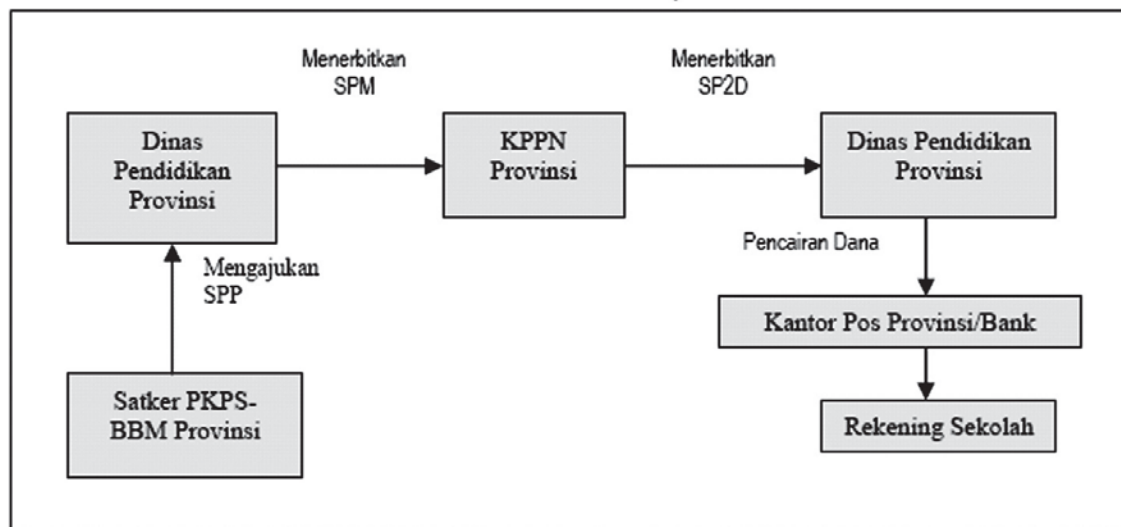 Menerbitkan
SPM
Menerbitkan
SP2D
Dinas
Pendidikan
Provinsi
KPPN
Provinsi
Dinas Pendidikan
Provinsi
Mengajukan
SPP
Pencairan Dana
Kantor Pos Provinsi/Bank
Satker PKPS-
BBM Provinsi
Rekening Sekolah